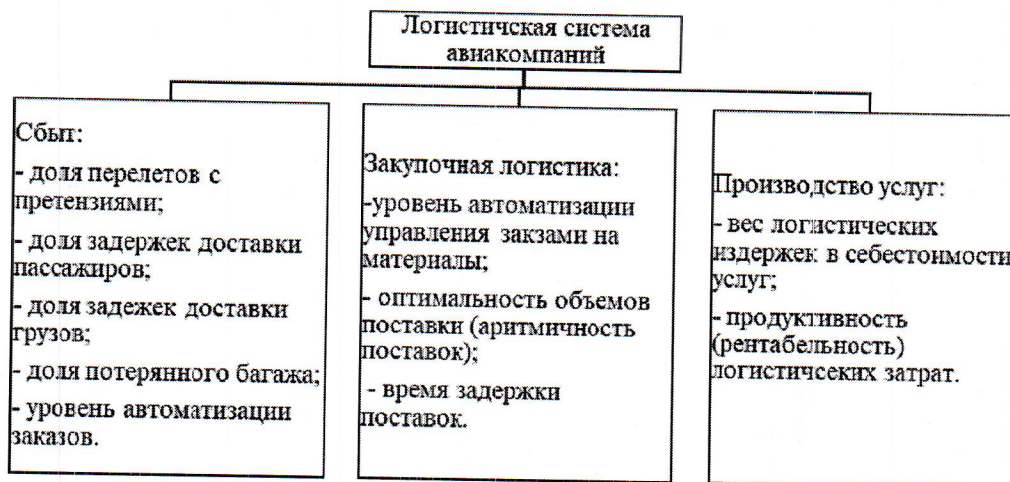 Логистичская система
авиакомпаний
Сбыт:
- доля перелетов с
претензиями;
- доля задержек доставки
пассажиров;
- доля задежек доставки
грузов;
- доля потерянного багажа;
- уровень автоматизации
заказов.
Закупочная логистика:
-уровень автоматизации
управления закзами на
материалы;
- оптимальность объемов
поставки (аритмичность
поставок);
- время задержки
поставок.
Производство услуг:
- вес логистических
издержек в себестоимости
услуг;
- продуктивность
(рентабельность)
логистичсеких затрат.